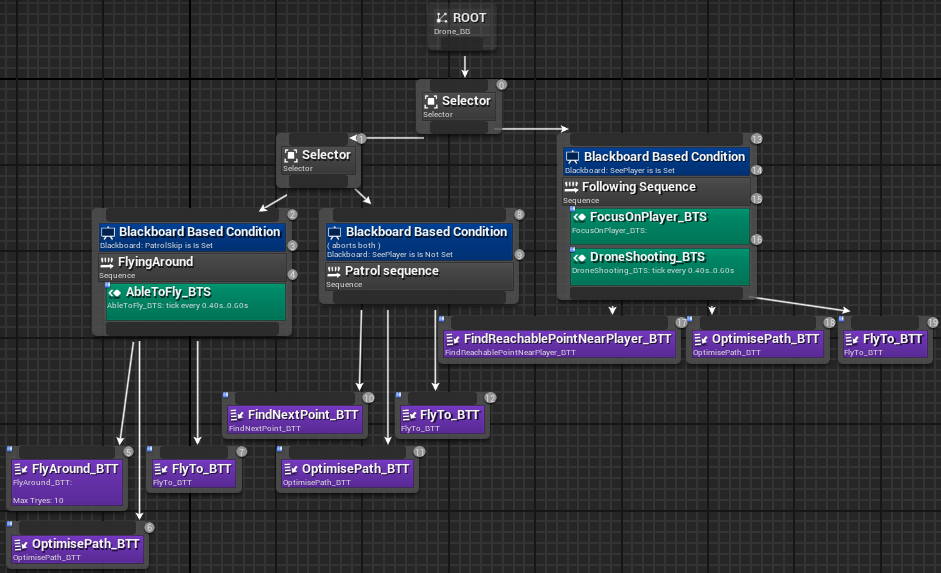 ROOT
Drone_BB
0
Selector
Selector
1
Selector
Selector
13
Blackboard Based Condition
Blackboard: SeePlayer is Is Set
14
Following Sequence
Sequence
15
FocusOnPlayer_BTS
FocusOnPlayer_BTS:
16
DroneShooting_BTS
DroneShooting_BTS: tick every 0.40s..0.60s
2
Blackboard Based Condition
Blackboard: PatrolSkip is Is Set
3
FlyingAround
Sequence
4
AbleToFly_BTS
AbleToFly_BTS: tick every 0.40s..0.60s
8
Blackboard Based Condition
( aborts both )
Blackboard: SeePlayer is Is Not Set
9
Patrol sequence
Sequence
17
FindReachablePointNearPlayer_BTT
FindReachablePointNearPlayer_BTT
18
OptimisePath_BTT
OptimisePath_BTT
19
FlyTo_BTT
FlyTo_BTT
10
FindNextPoint_BTT
FindNextPoint_BTT
12
FlyTo_BTT
FlyTo_BTT
5
FlyAround_BTT
FlyAround_BTT:
Max Tryes: 10
7
FlyTo_BTT
FlyTo_BTT
11
OptimisePath_BTT
OptimisePath_BTT
6
OptimisePath_BTT
OptimisePath_BTT